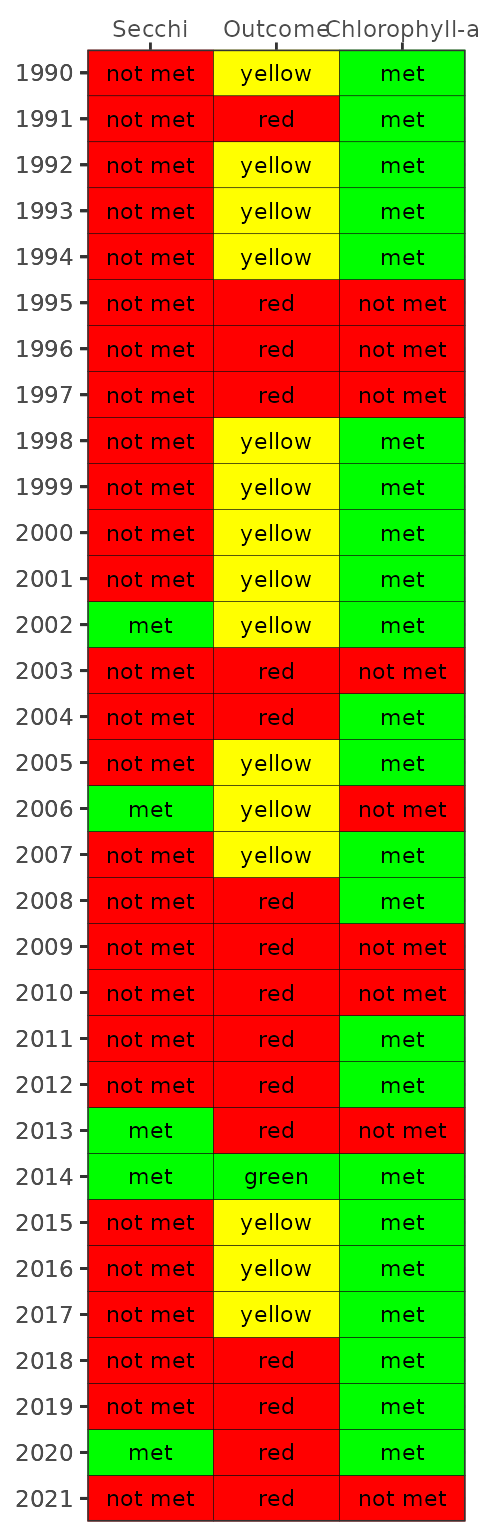 Secchi Outcome Chlorophyll-a
1990 not met yellow met
1991 not met red met
1992 not met yellow met
1993 not met yellow met
1994 not met yellow met
1995 not met red not met
1996 not met red not met
1997 not met red not met
1998 not met yellow met
1999 not met yellow met
2000 not met yellow met
2001 not met yellow met
2002 met yellow met
2003 not met red not met
2004 not met red met
2005 not met yellow met
2006 met yellow not met
2007 not met yellow met
2008 not met red met
2009 not met red not met
2010 not met red not met
2011 not met red met
2012 not met red met
2013 met red not met
2014 met green met
2015 not met yellow met
2016 not met yellow met
2017 not met yellow met
2018 not met red met
2019 not met red met
2020 met red met
2021 not met red not met